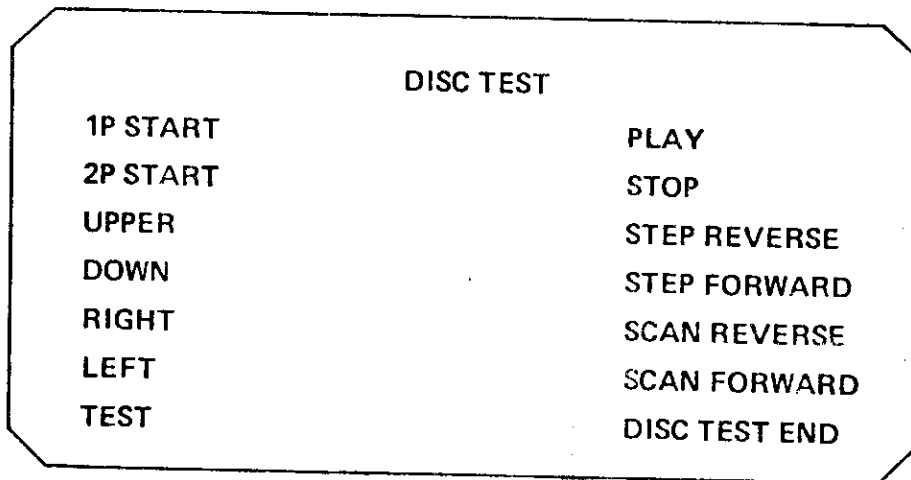 DISC TEST
1P START PLAY
2P START STOP
UPPER STEP REVERSE
DOWN STEP FORWARD
RIGHT SCAN REVERSE
LEFT SCAN FORWARD
TEST DISC TEST END